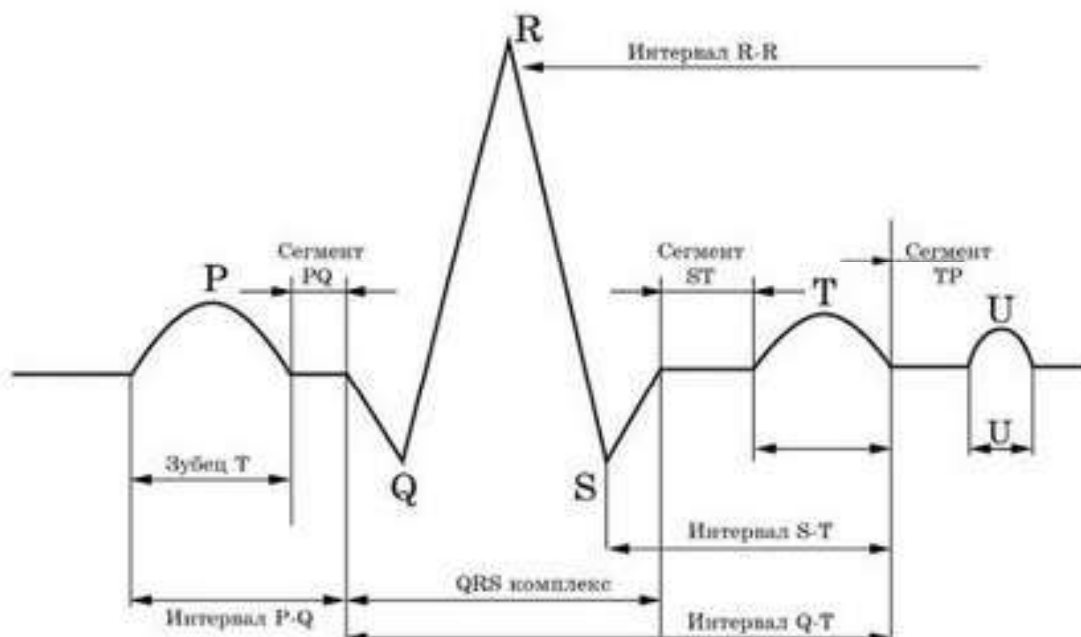 R
Интервал R-R
Сегмент
PQ
Сегмент
ST
Сегмент
TP
P
T
U
U
Зубец Т
Q
S
Интервал S-T
QRS комплекс
Интервал P-Q
Интервал Q-T